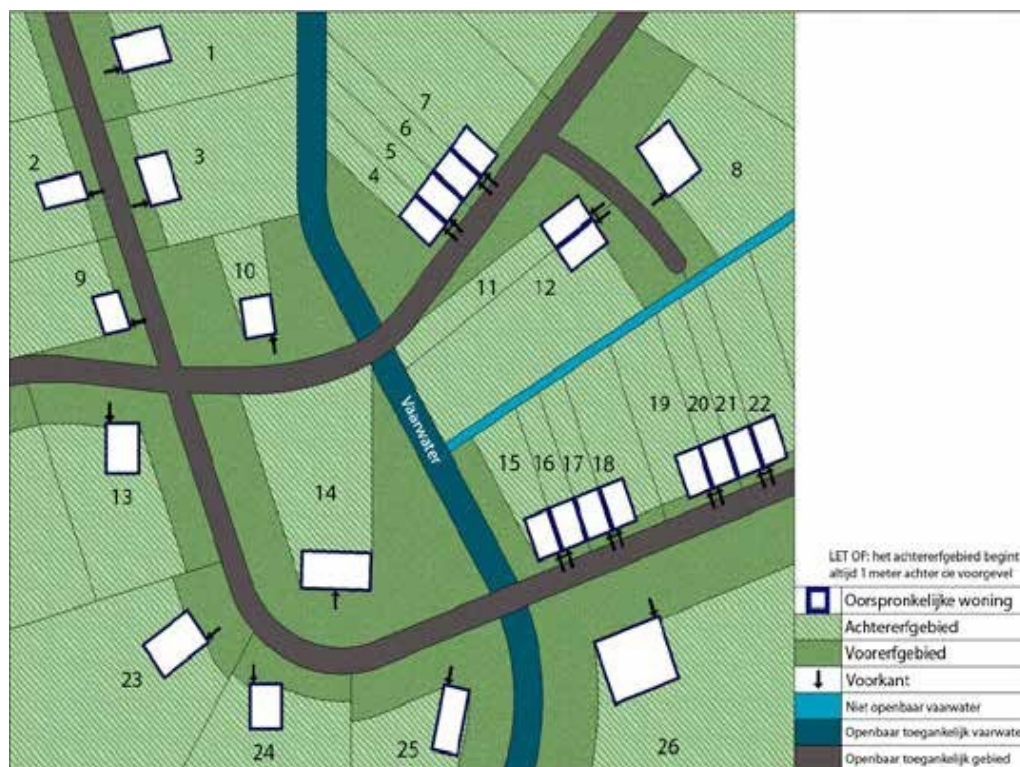 1
7
6
5
4
2
3
8
9
10
11
12
Vaarwater
19
20
21
22
15
16
17
18
13
14
23
24
25
26
LET OP: het achtererfgebied begint
altijd 1 meter achter de voorgevel
Oorspronkelijke woning
Achtererfgebied
Voorerfgebied
Voorkant
Niet openbaar vaarwater
Openbaar toegankelijk vaarwate
Openbaar toegankelijk gebied